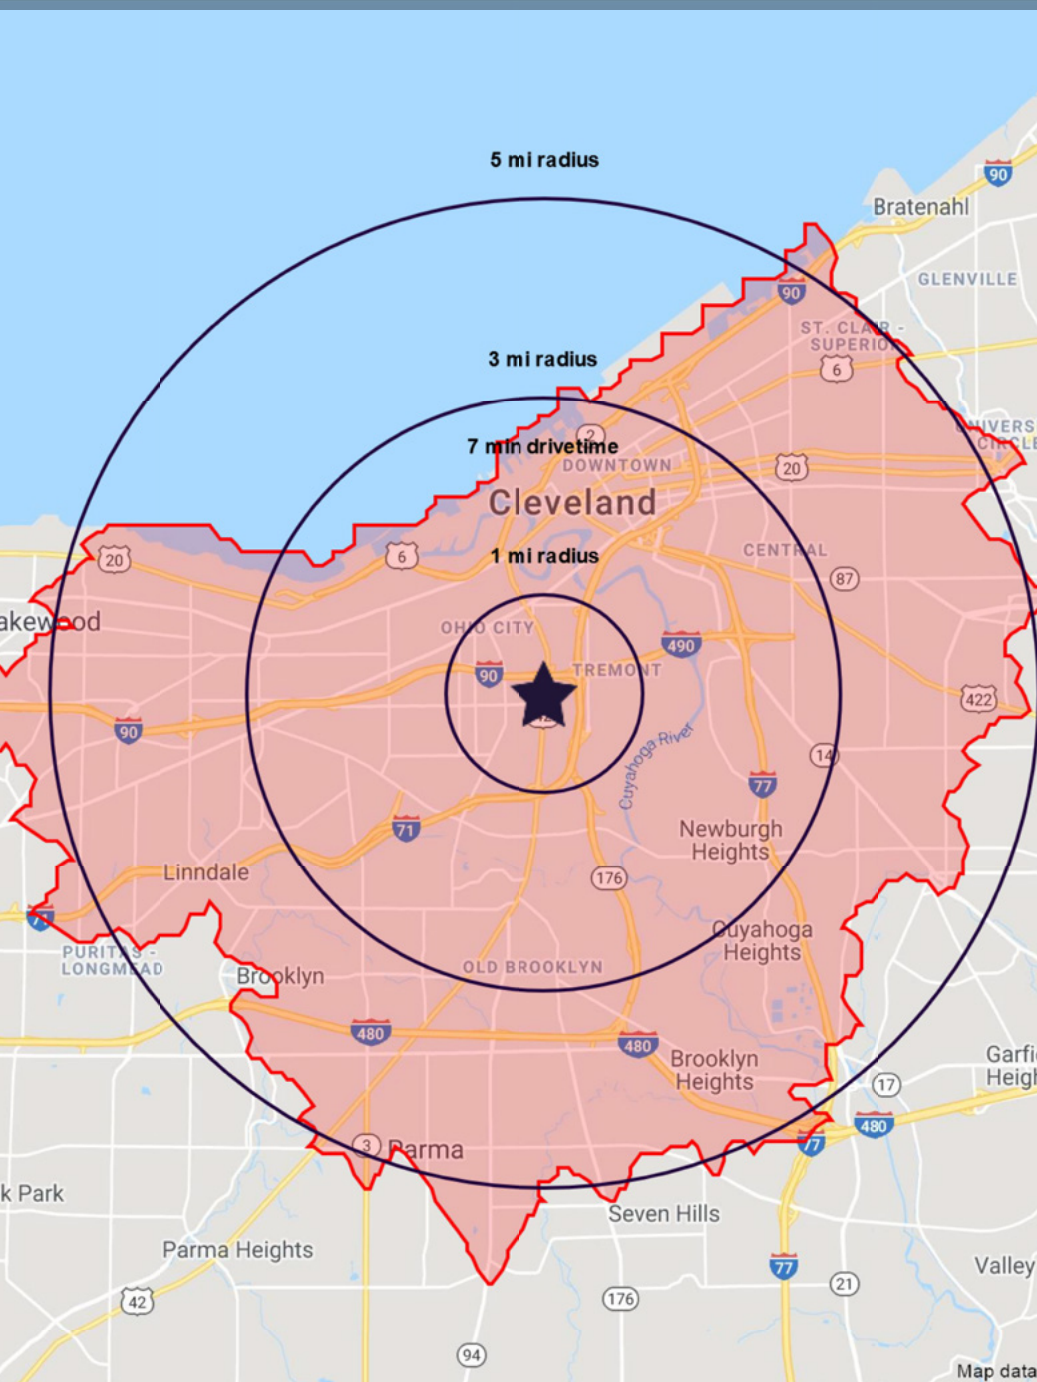 5 mi radius
90
Bratenahl
GLENVILLE
90
ST. CLAIR -
SUPERIOR
3 mi radius
6
2
7 min drivetime
DOWNTOWN
20
Cleveland
1 mi radius
20
6
CENTRAL
87
akewood
OHIO CITY
490
90
TREMONT
422
90
Cuyahoga River
14
77
71
Newburgh
Heights
Linndale
176
71
Cuyahoga
Heights
PURITAS -
LONGMEAD
Brooklyn
OLD BROOKLYN
480
480
Brooklyn
Heights
Garfi
Heigh
17
480
77
3
Parma
k Park
Seven Hills
Parma Heights
77
Valley
42
176
21
94
Map data